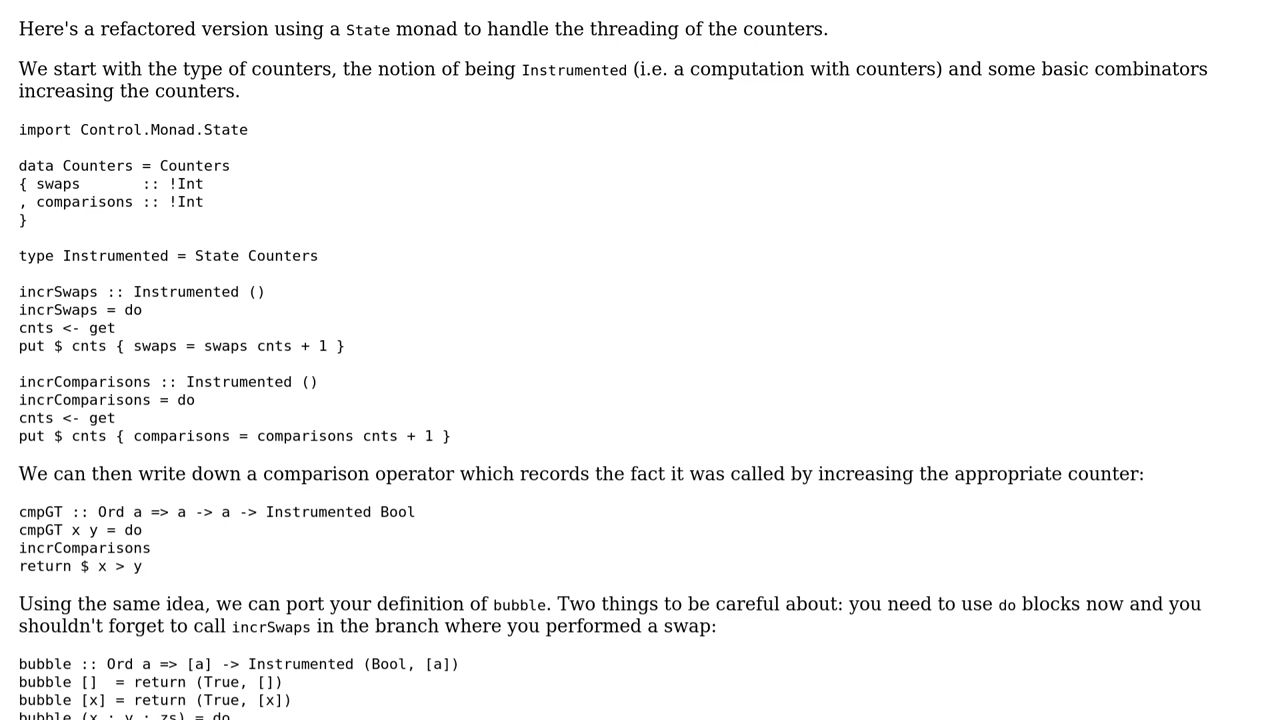 Here's a refactored version using a State monad to handle the threading of the counters.
We start with the type of counters, the notion of being Instrumented (i.e. a computation with counters) and some basic combinators
increasing the counters.
import Control.Monad.State
data Counters = Counters
{ swaps       :: !Int
, comparisons :: !Int
}
type Instrumented = State Counters
incrSwaps :: Instrumented ()
incrSwaps = do
cnts <- get
put $ cnts { swaps = swaps cnts + 1 }
incrComparisons :: Instrumented ()
incrComparisons = do
cnts <- get
put $ cnts { comparisons = comparisons cnts + 1 }
We can then write down a comparison operator which records the fact it was called by increasing the appropriate counter:
cmpGT :: Ord a => a -> a -> Instrumented Bool
cmpGT x y = do
incrComparisons
return $ x > y
Using the same idea, we can port your definition of bubble. Two things to be careful about: you need to use do blocks now and you
shouldn't forget to call incrSwaps in the branch where you performed a swap:
bubble :: Ord a => [a] -> Instrumented (Bool, [a])
bubble []  = return (True, [])
bubble [x] = return (True, [x])
bubble (x : y : zs) = do